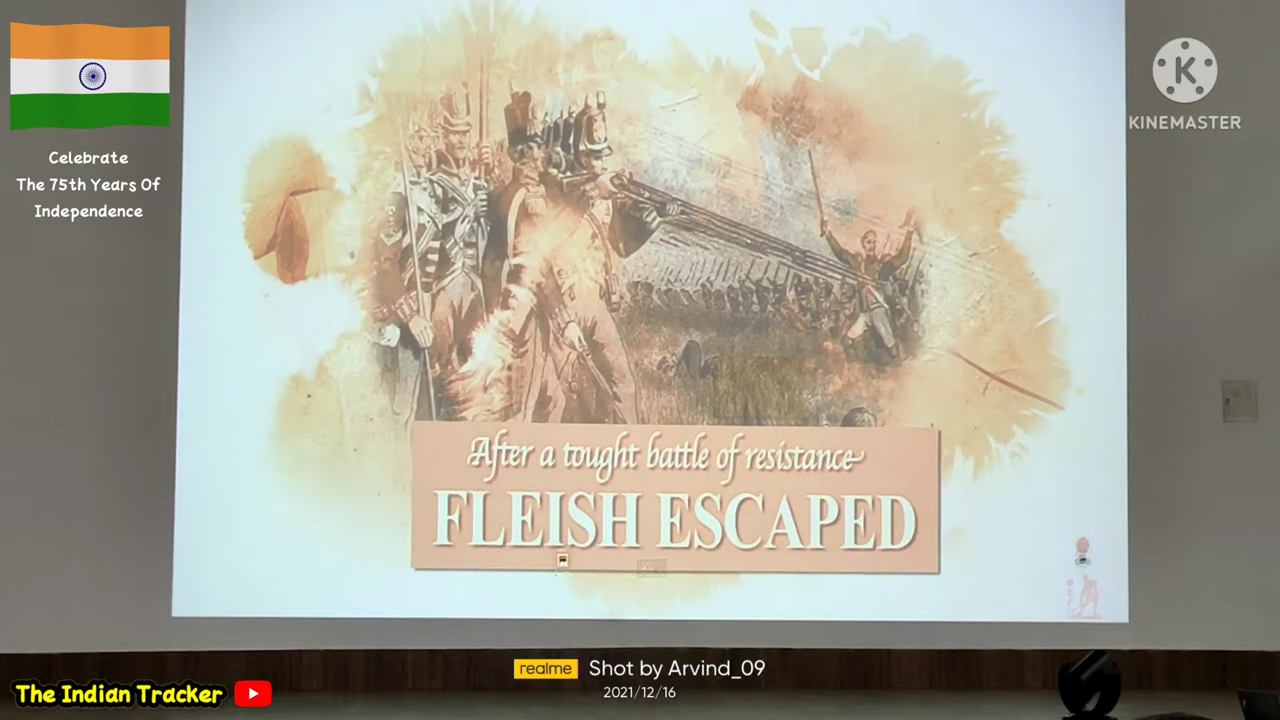 Celebrate
The 75th Years Of
Independence
K
KINEMASTER
After a tought battle of resistance
FLEISH ESCAPED
realme Shot by Arvind_09
2021/12/16
The Indian Tracker